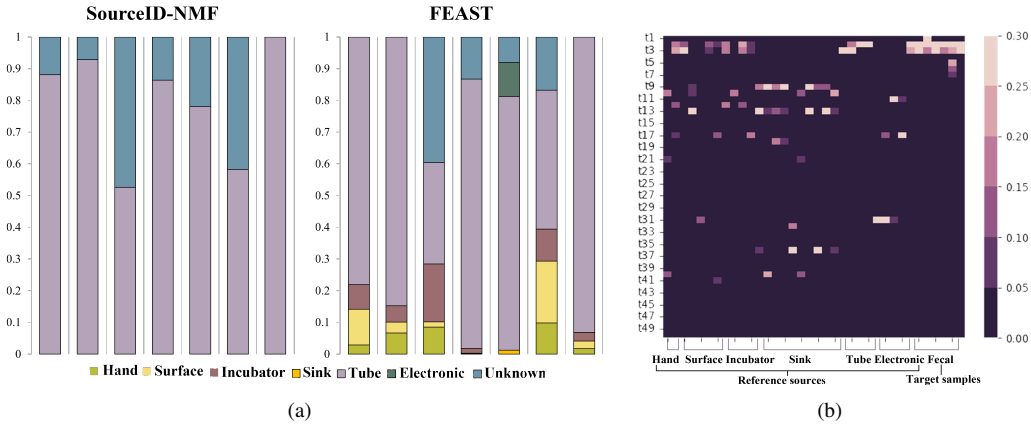 SourceID-NMF
1
0.9
0.8
0.7
0.6
0.5
0.4
0.3
0.2
0.1
0
FEAST
1
0.9
0.8
0.7
0.6
0.5
0.4
0.3
0.2
0.1
0
Hand Surface Incubator Sink Tube Electronic Unknown
(a)
t1
t3
t5
t7
t9
t11
t13
t15
t17
t19
t21
t23
t25
t27
t29
t31
t33
t35
t37
t39
t41
t43
t45
t47
t49
0.30
0.25
0.20
0.15
0.10
0.05
0.00
Hand Surface Incubator Sink Tube Electronic Fecal
Reference sources Target samples
(b)